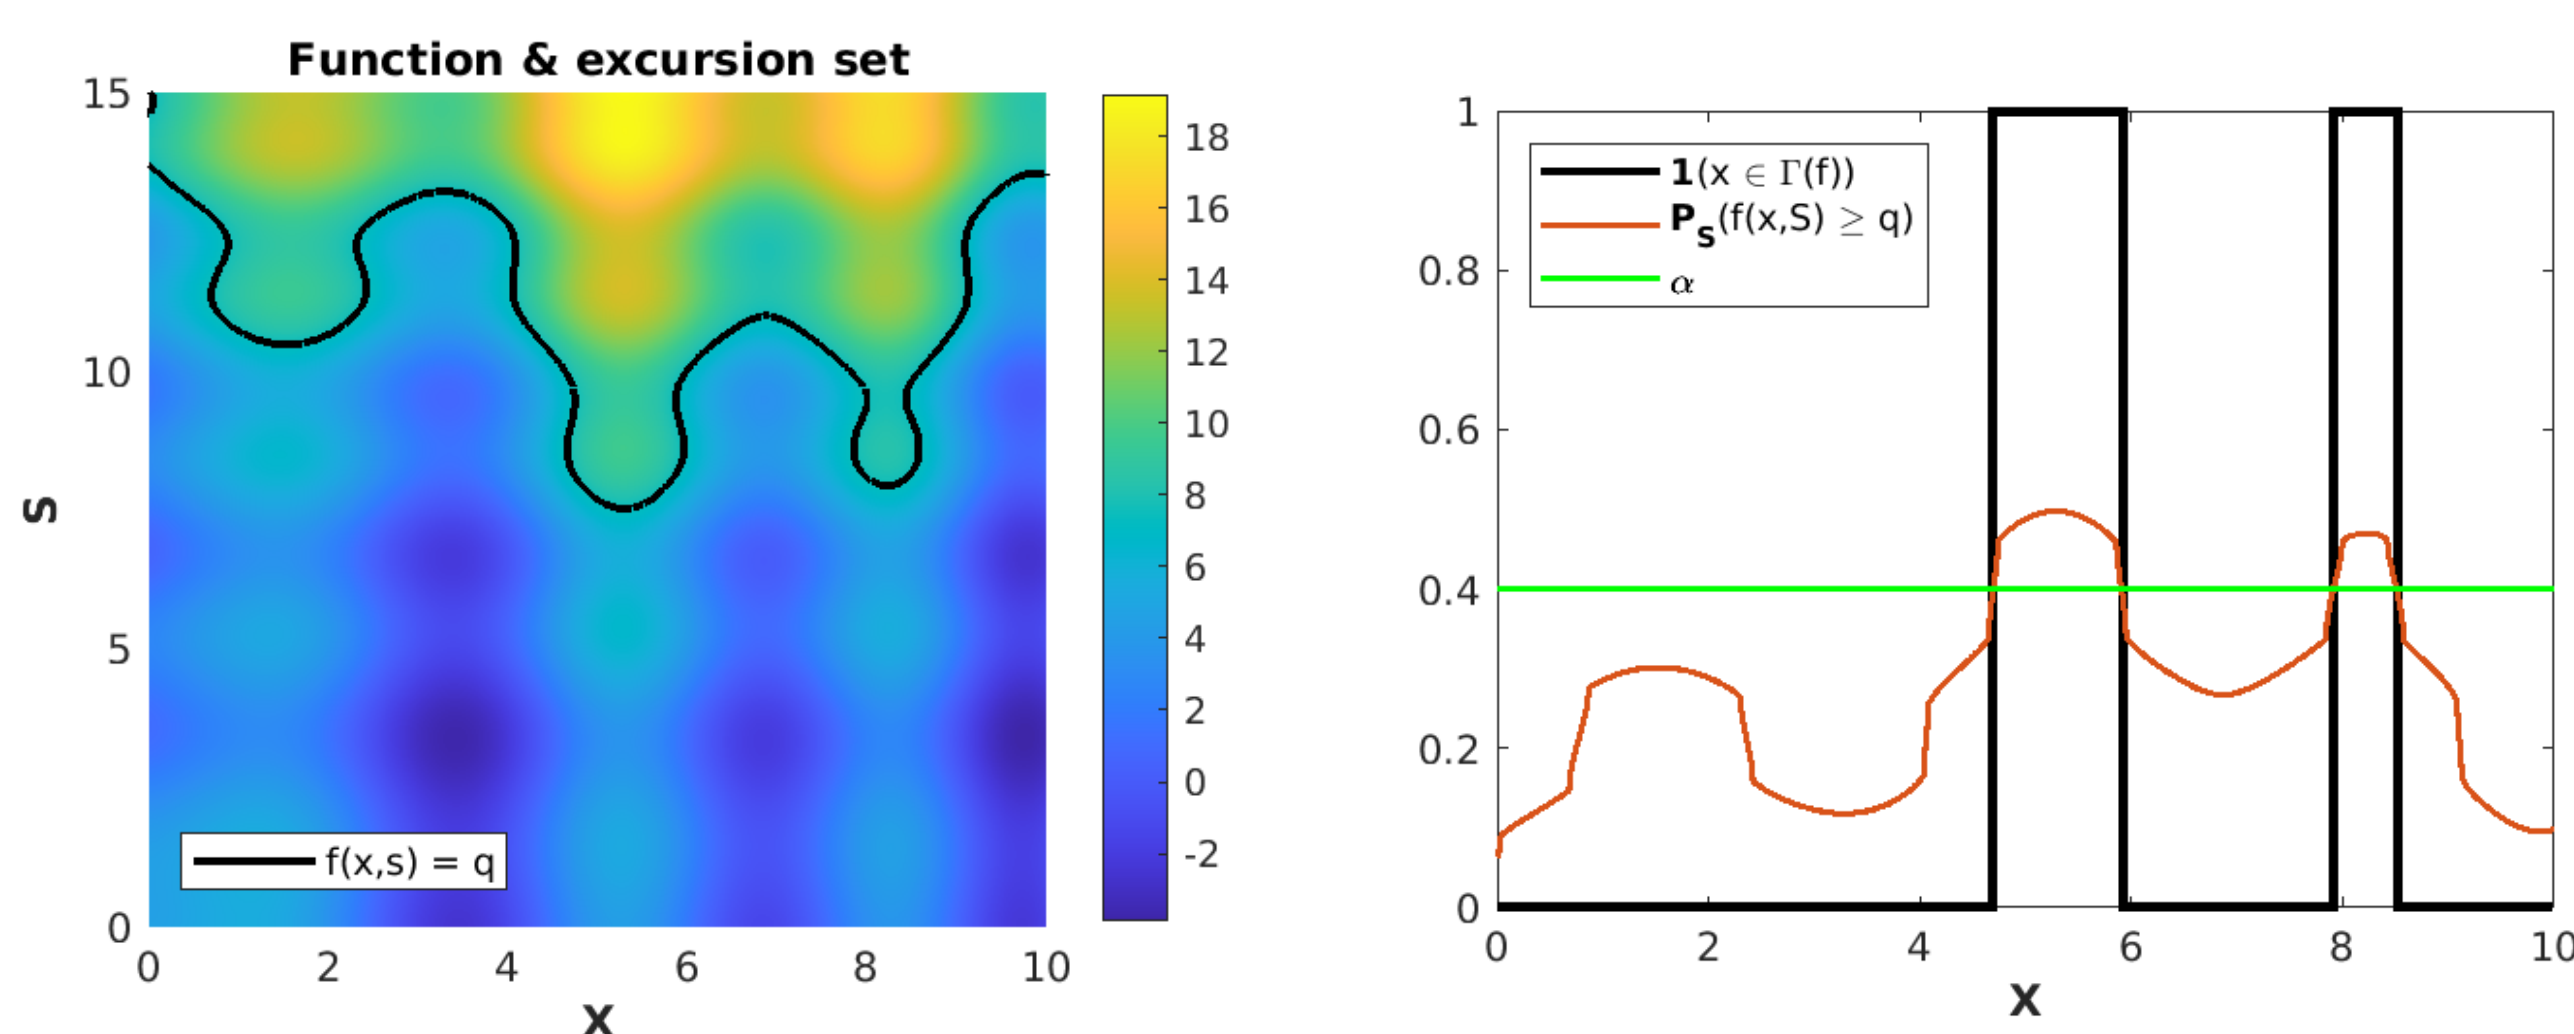 Function & excursion set
15
10
5
0
S
0 2 4 6 8 10
X
f(x,s) = q
18
16
14
12
10
8
6
4
2
0
-2
1
0.8
0.6
0.4
0.2
0
0 2 4 6 8 10
X
1(x ∈ Γ(f))
P_S(f(x,S) ≥ q)
α